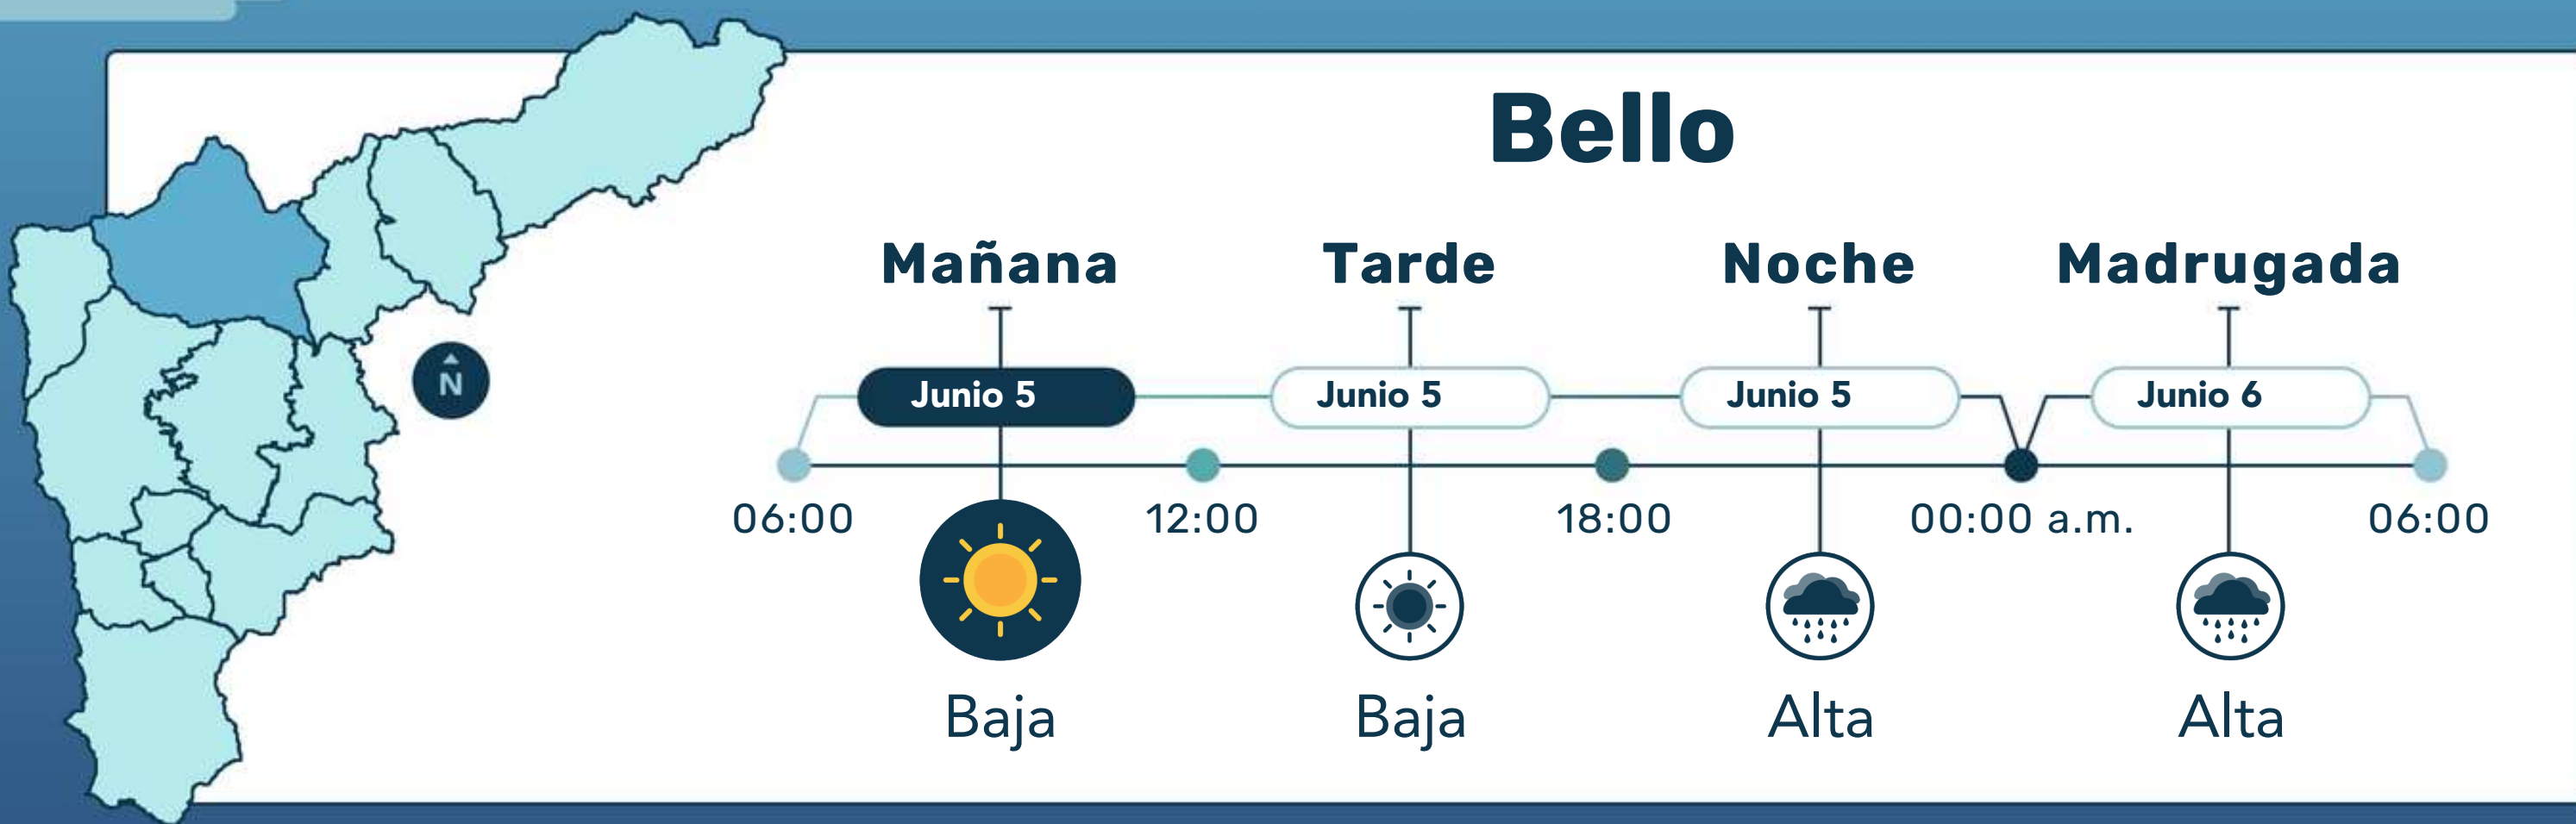 Bello
Mañana Tarde Noche Madrugada
N
Junio 5 Junio 5 Junio 5 Junio 6
06:00 12:00 18:00 00:00 a.m. 06:00
Baja Baja Alta Alta